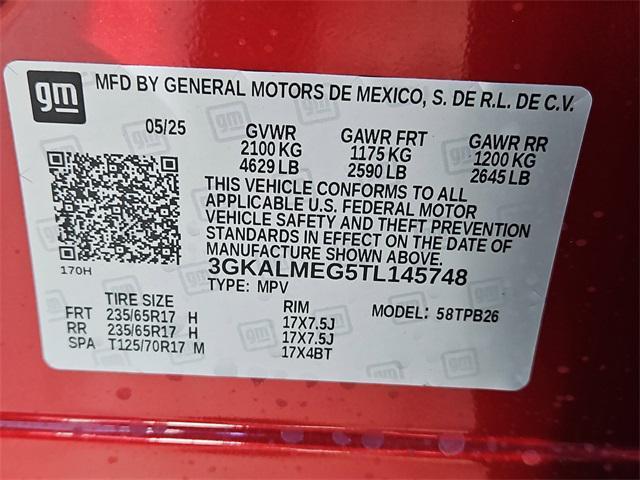 gm
MFD BY GENERAL MOTORS DE MEXICO, S. DE R.L. DE C.V.
05/25 GVWR GAWR FRT GAWR RR
2100 KG 1175 KG 1200 KG
4629 LB 2590 LB 2645 LB
THIS VEHICLE CONFORMS TO ALL
APPLICABLE U.S. FEDERAL MOTOR
VEHICLE SAFETY AND THEFT PREVENTION
STANDARDS IN EFFECT ON THE DATE OF
MANUFACTURE SHOWN ABOVE.
170H 3GKALMEG5TL145748
TYPE: MPV
TIRE SIZE RIM MODEL: 58TPB26
FRT 235/65R17 H 17X7.5J
RR 235/65R17 H 17X7.5J
SPA T125/70R17 M 17X4BT